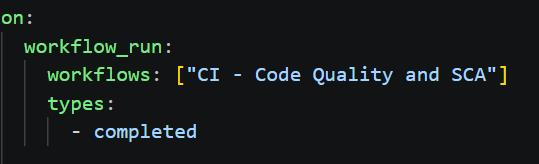 on:
  workflow_run:
    workflows: ["CI - Code Quality and SCA"]
    types:
      - completed